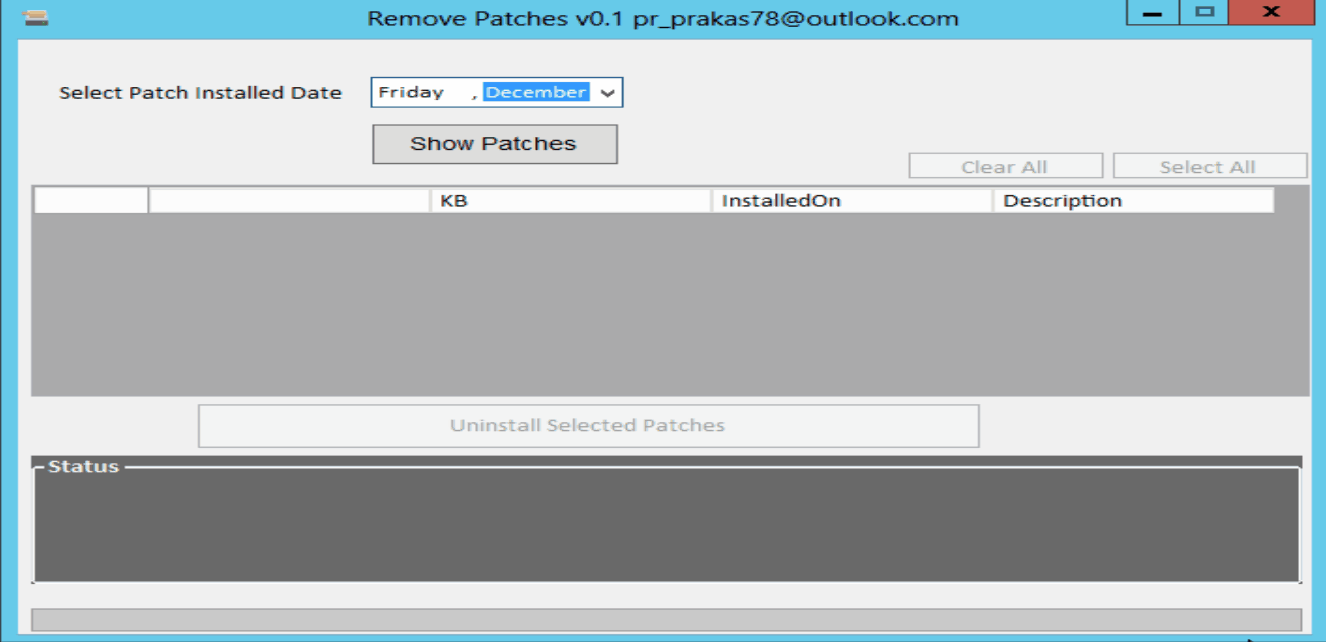 Remove Patches v0.1 pr_prakas78@outlook.com
Select Patch Installed Date Friday , December
Show Patches
Clear All Select All
KB InstalledOn Description
Uninstall Selected Patches
Status